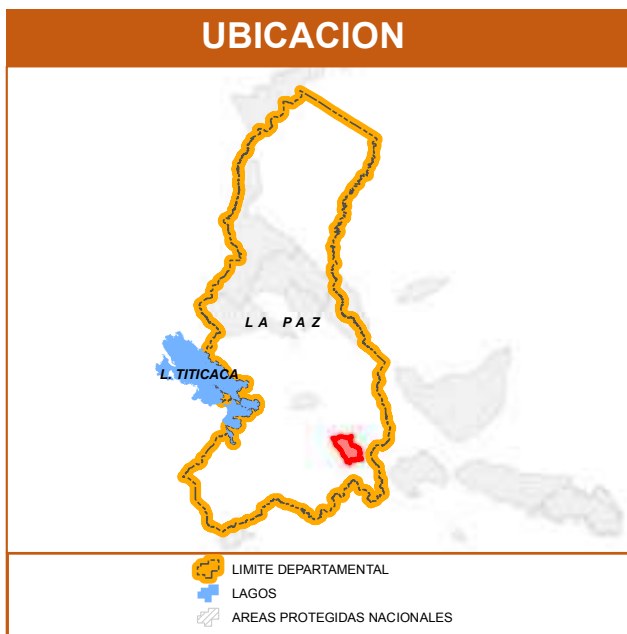 UBICACION
L A P A Z
L. TITICACA
LIMITE DEPARTAMENTAL
LAGOS
AREAS PROTEGIDAS NACIONALES